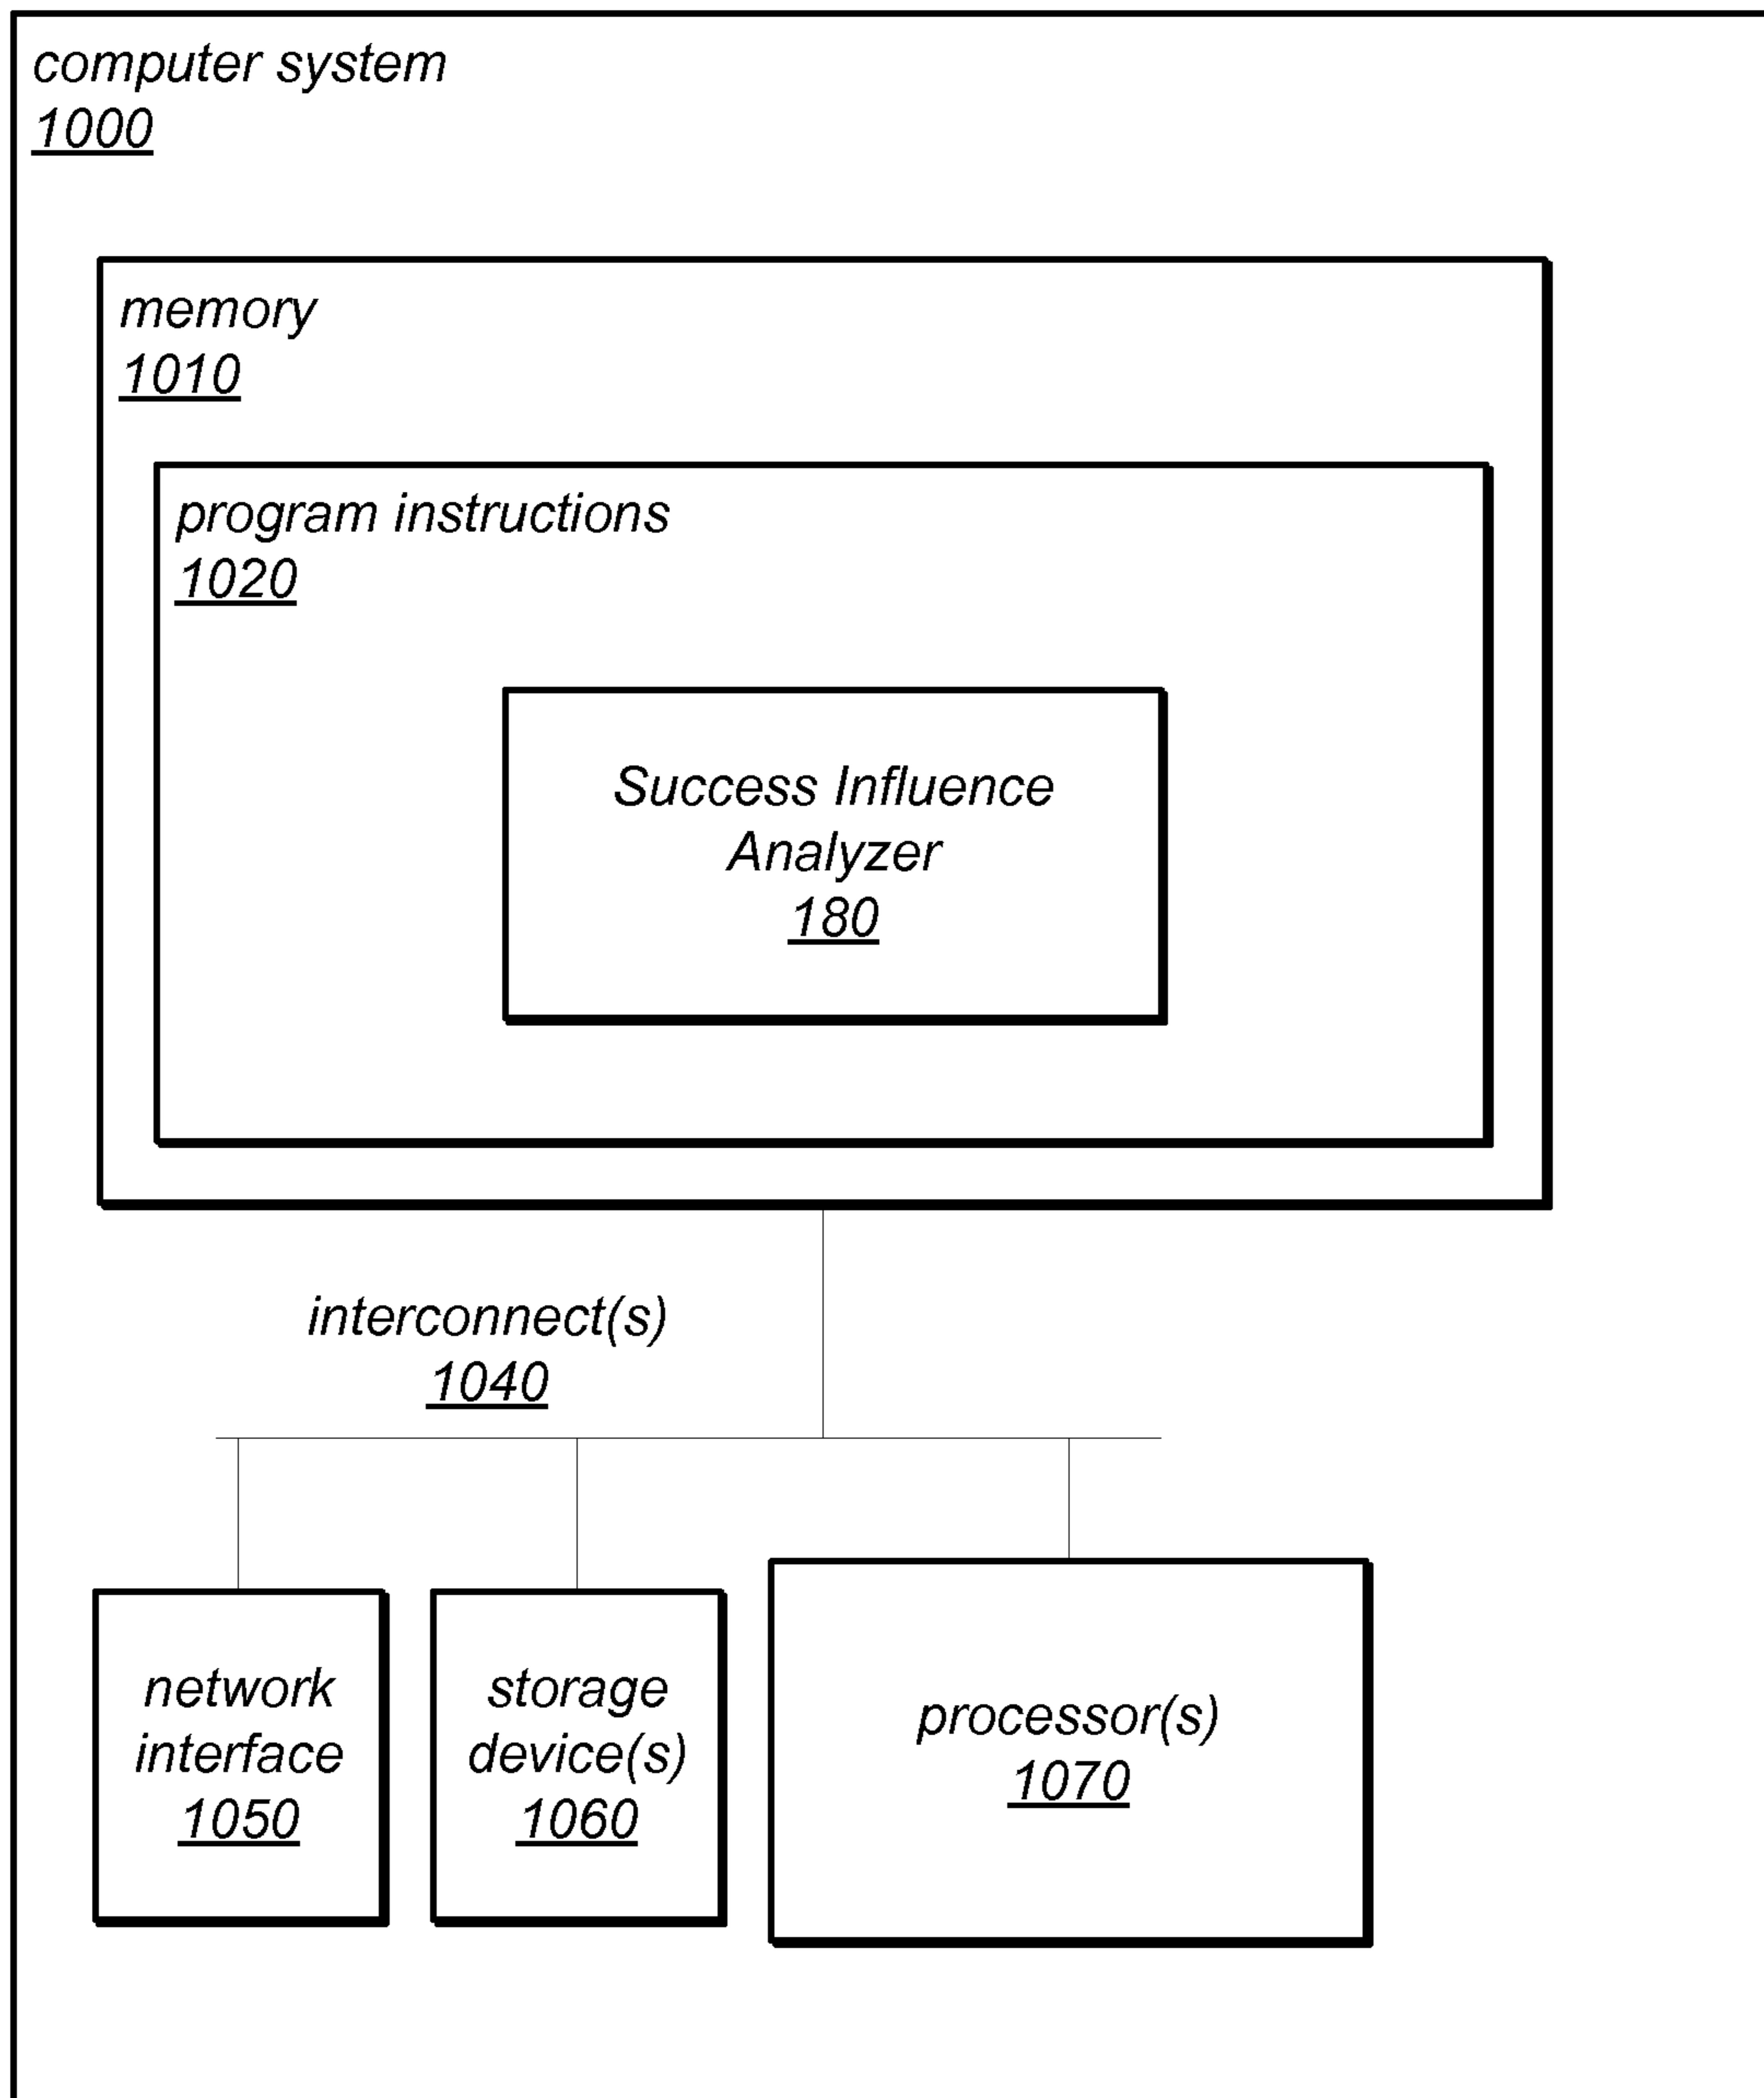 computer system
1000
memory
1010
program instructions
1020
Success Influence
Analyzer
180
interconnect(s)
1040
network
interface
1050
storage
device(s)
1060
processor(s)
1070